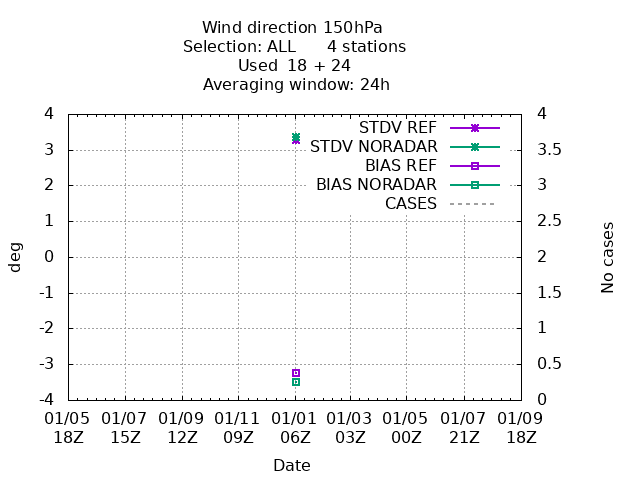 Wind direction 150hPa
Selection: ALL      4 stations
Used  18 + 24
Averaging window: 24h
STDV REF
STDV NORADAR
BIAS REF
BIAS NORADAR
CASES
4
3
2
1
0
-1
-2
-3
-4
deg
4
3.5
3
2.5
2
1.5
1
0.5
0
No cases
01/05 01/07 01/09 01/11 01/01 01/03 01/05 01/07 01/09
18Z 15Z 12Z 09Z 06Z 03Z 00Z 21Z 18Z
Date